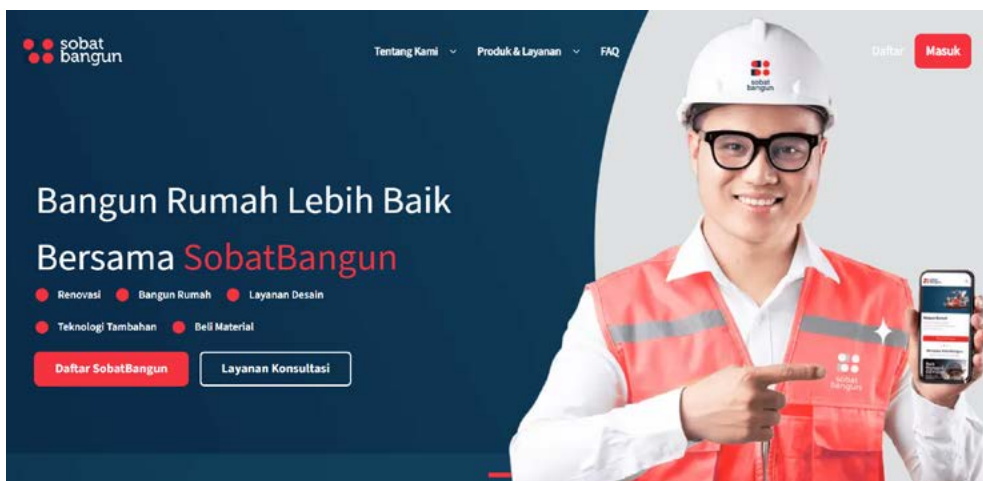 sobat
bangun
Tentang Kami
Produk & Layanan
FAQ
Daftar
Masuk
sobat
bangun
Bangun Rumah Lebih Baik
Bersama SobatBangun
Renovasi
Bangun Rumah
Layanan Desain
Teknologi Tambahan
Beli Material
Daftar SobatBangun
Layanan Konsultasi
sobat
bangun